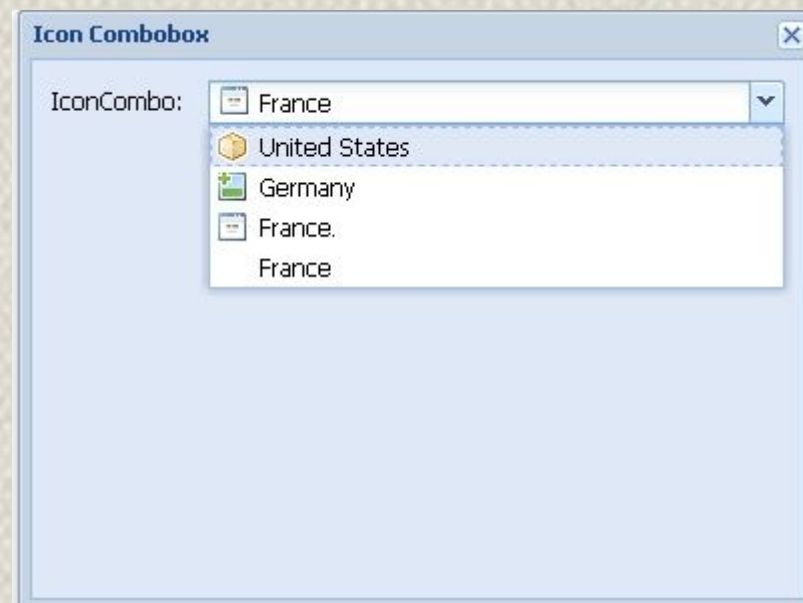 Icon Combobox
IconCombo: France
United States
Germany
France.
France